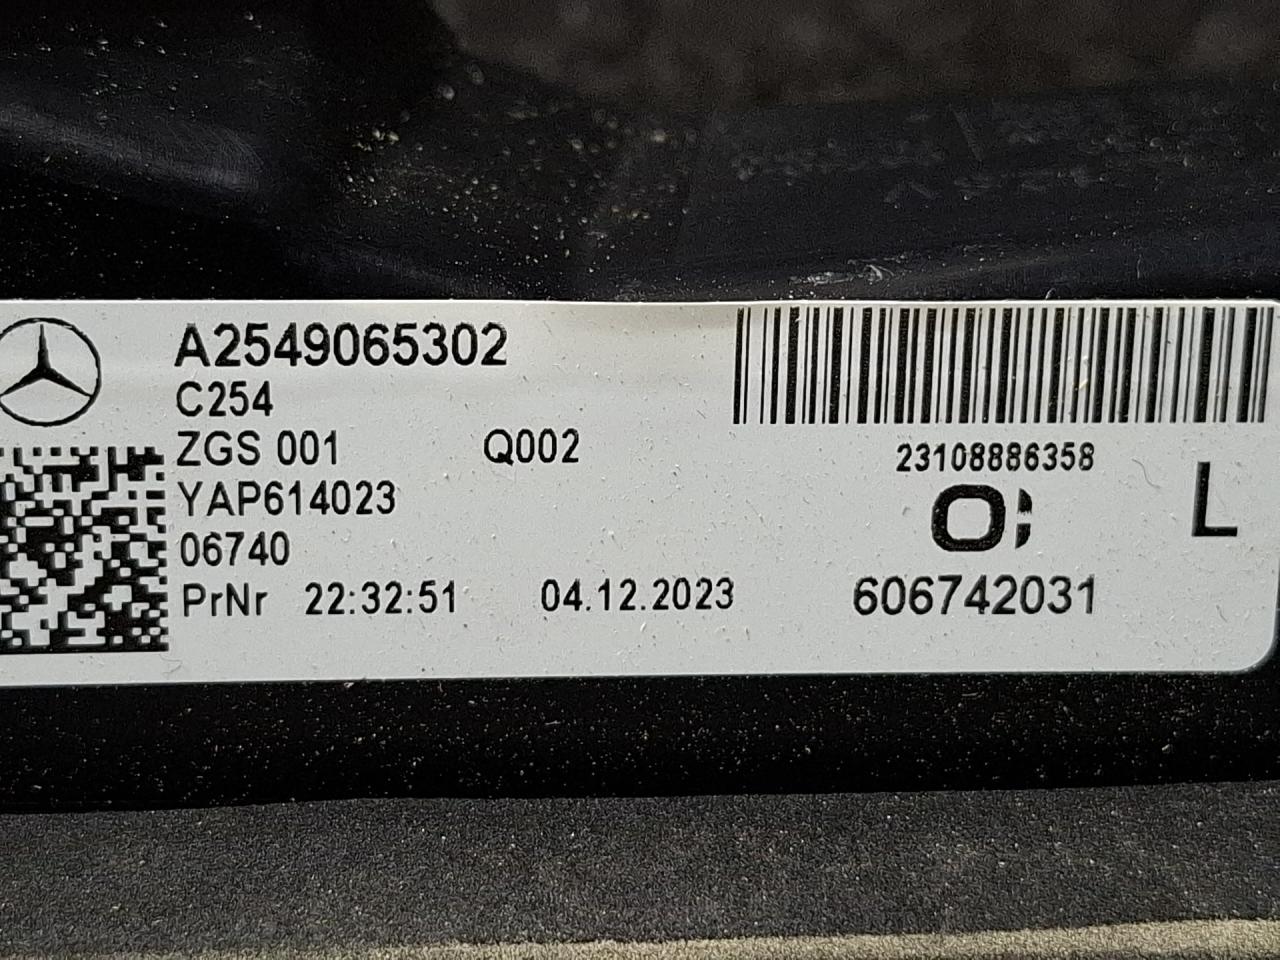 A2549065302
C254
ZGS 001 Q002
YAP614023
06740
PrNr 22:32:51 04.12.2023
23108886358
L
606742031